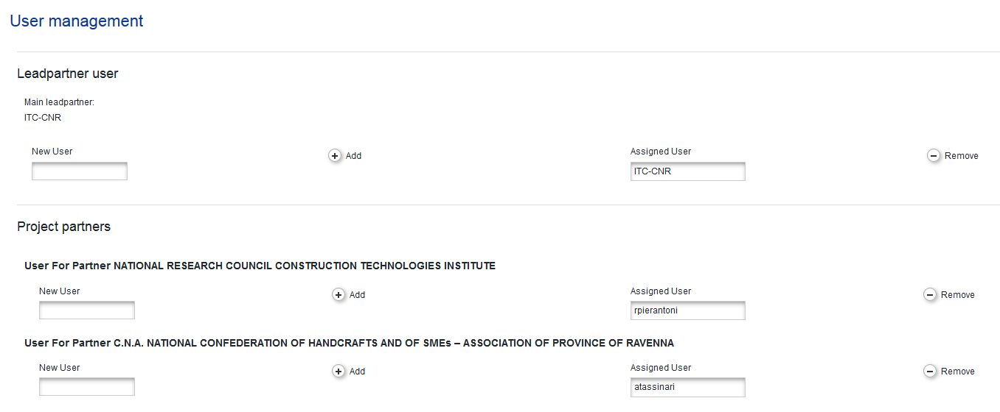 User management
Leadpartner user
Main leadpartner:
ITC-CNR
New User
Add
Assigned User
ITC-CNR
Remove
Project partners
User For Partner NATIONAL RESEARCH COUNCIL CONSTRUCTION TECHNOLOGIES INSTITUTE
New User
Add
Assigned User
rpierantoni
Remove
User For Partner C.N.A. NATIONAL CONFEDERATION OF HANDCRAFTS AND OF SMEs – ASSOCIATION OF PROVINCE OF RAVENNA
New User
Add
Assigned User
atassinari
Remove